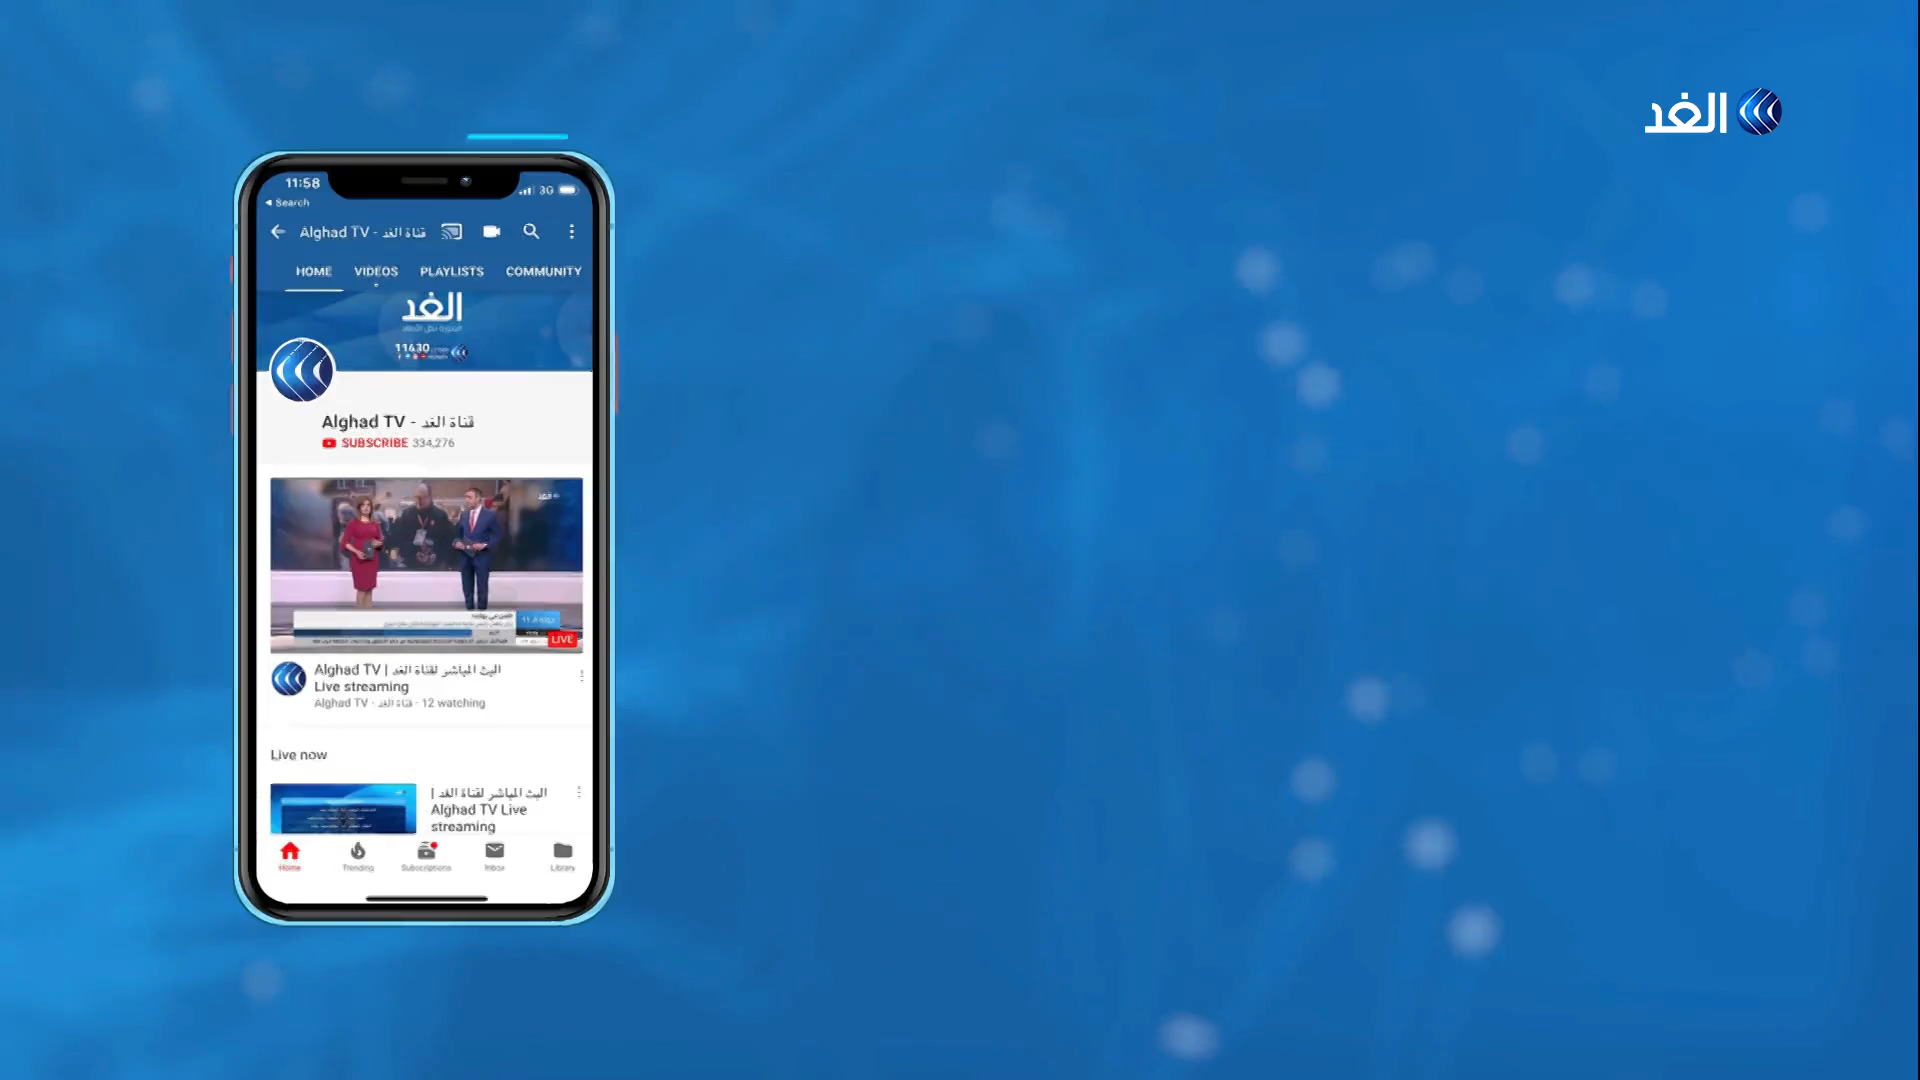 الغد
11:58
3G
Search
Alghad TV - قناة الغد
HOME VIDEOS PLAYLISTS COMMUNITY
الغد
11430
Alghad TV - قناة الغد
SUBSCRIBE 334,276
الغد
LIVE
Alghad TV | البث المباشر لقناة الغد
Live streaming
Alghad TV - قناة الغد · 12 watching
Live now
البث المباشر لقناة الغد |
Alghad TV Live
streaming
Home Trending Subscriptions Inbox Library